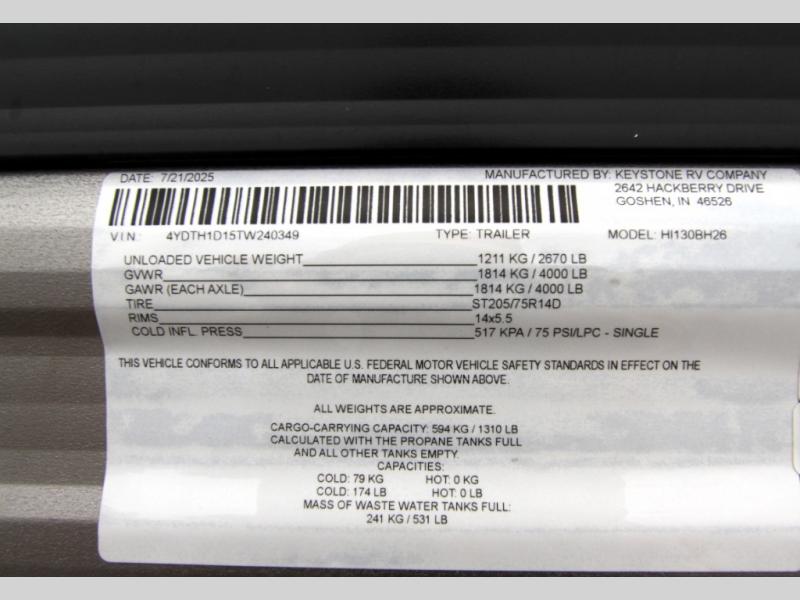 DATE: 7/21/2025 MANUFACTURED BY: KEYSTONE RV COMPANY
2642 HACKBERRY DRIVE
GOSHEN, IN 46526
V.I.N.: 4YDTH1D15TW240349 TYPE: TRAILER MODEL: HI130BH26
UNLOADED VEHICLE WEIGHT 1211 KG / 2670 LB
GVWR 1814 KG / 4000 LB
GAWR (EACH AXLE) 1814 KG / 4000 LB
TIRE ST205/75R14D
RIMS 14x5.5
COLD INFL. PRESS 517 KPA / 75 PSI/LPC - SINGLE
THIS VEHICLE CONFORMS TO ALL APPLICABLE U.S. FEDERAL MOTOR VEHICLE SAFETY STANDARDS IN EFFECT ON THE
DATE OF MANUFACTURE SHOWN ABOVE.
ALL WEIGHTS ARE APPROXIMATE.
CARGO-CARRYING CAPACITY: 594 KG / 1310 LB
CALCULATED WITH THE PROPANE TANKS FULL
AND ALL OTHER TANKS EMPTY.
CAPACITIES:
COLD: 79 KG HOT: 0 KG
COLD: 174 LB HOT: 0 LB
MASS OF WASTE WATER TANKS FULL:
241 KG / 531 LB